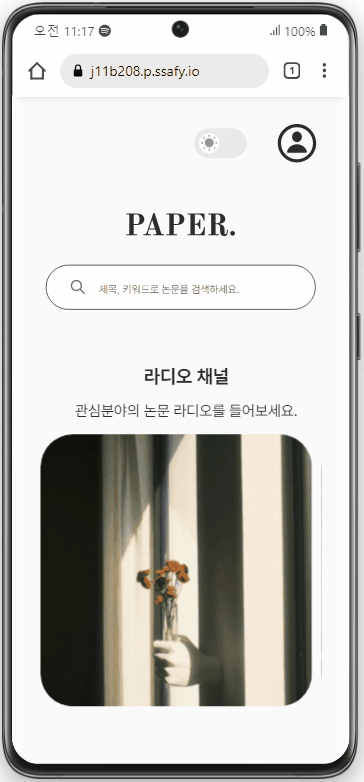 오전 11:17
100%
j11b208.p.ssafy.io
1
PAPER.
제목, 키워드로 논문을 검색하세요.
라디오 채널
관심분야의 논문 라디오를 들어보세요.